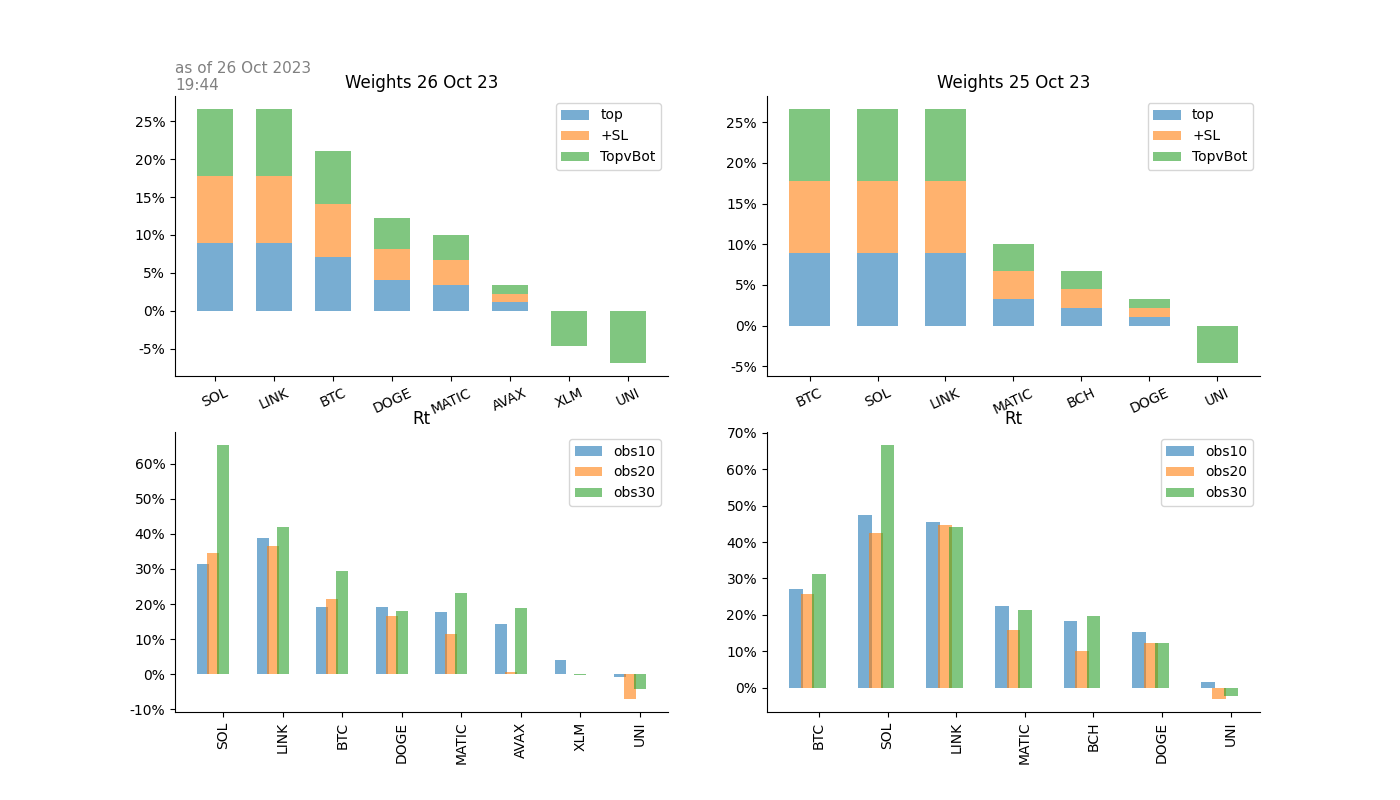 as of 26 Oct 2023
19:44
Weights 26 Oct 23
25%
20%
15%
10%
5%
0%
-5%
top
+SL
TopvBot
SOL
LINK
BTC
DOGE
MATIC
AVAX
XLM
UNI
Weights 25 Oct 23
25%
20%
15%
10%
5%
0%
-5%
top
+SL
TopvBot
BTC
SOL
LINK
MATIC
BCH
DOGE
UNI
Rt
60%
50%
40%
30%
20%
10%
0%
-10%
obs10
obs20
obs30
SOL
LINK
BTC
DOGE
MATIC
AVAX
XLM
UNI
Rt
70%
60%
50%
40%
30%
20%
10%
0%
obs10
obs20
obs30
BTC
SOL
LINK
MATIC
BCH
DOGE
UNI